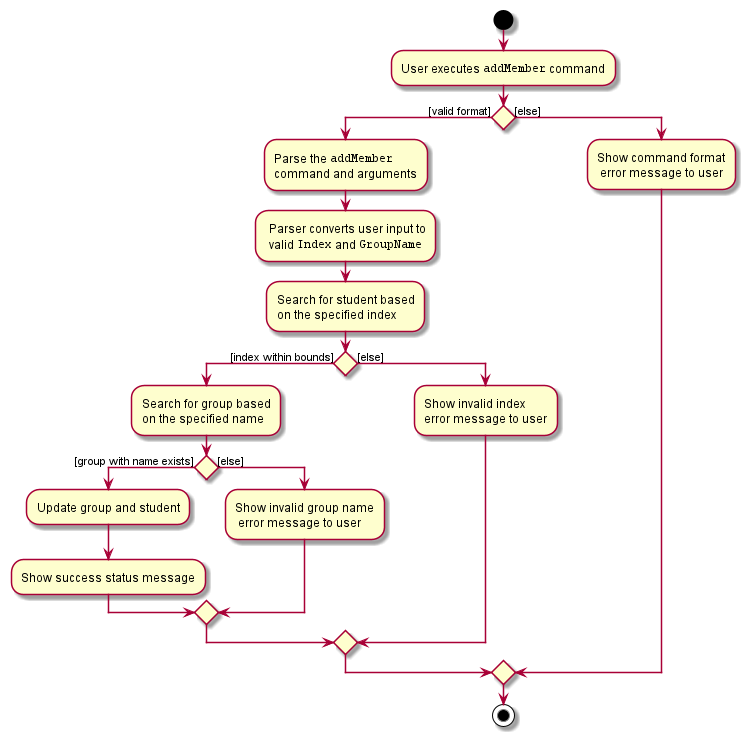 User executes addMember command
[valid format]
[else]
Parse the addMember
command and arguments
Show command format
error message to user
Parser converts user input to
valid Index and GroupName
Search for student based
on the specified index
[index within bounds]
[else]
Search for group based
on the specified name
Show invalid index
error message to user
[group with name exists]
[else]
Update group and student
Show invalid group name
error message to user
Show success status message